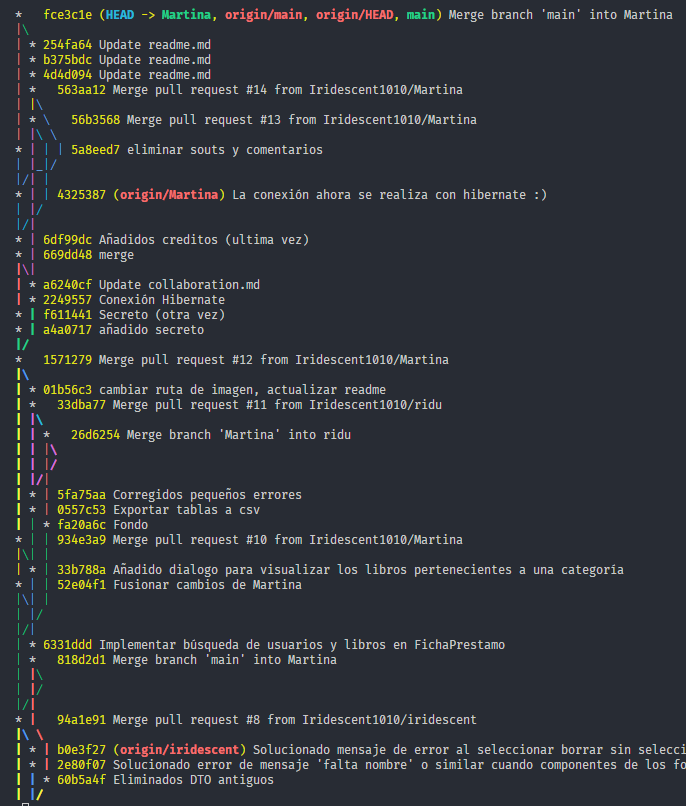 * fce3c1e (HEAD -> Martina, origin/main, origin/HEAD, main) Merge branch 'main' into Martina
* 254fa64 Update readme.md
* b375bdc Update readme.md
* 4d4d094 Update readme.md
* 563aa12 Merge pull request #14 from Iridescent1010/Martina
* 56b3568 Merge pull request #13 from Iridescent1010/Martina
* 5a8eed7 eliminar souts y comentarios
* 4325387 (origin/Martina) La conexión ahora se realiza con hibernate :)
* 6df99dc Añadidos creditos (ultima vez)
* 669dd48 merge
* a6240cf Update collaboration.md
* 2249557 Conexión Hibernate
* f611441 Secreto (otra vez)
* a4a0717 añadido secreto
* 1571279 Merge pull request #12 from Iridescent1010/Martina
* 01b56c3 cambiar ruta de imagen, actualizar readme
* 33dba77 Merge pull request #11 from Iridescent1010/ridu
* 26d6254 Merge branch 'Martina' into ridu
* 5fa75aa Corregidos pequeños errores
* 0557c53 Exportar tablas a csv
* fa20a6c Fondo
* 934e3a9 Merge pull request #10 from Iridescent1010/Martina
* 33b788a Añadido dialogo para visualizar los libros pertenecientes a una categoría
* 52e04f1 Fusionar cambios de Martina
* 6331ddd Implementar búsqueda de usuarios y libros en FichaPrestamo
* 818d2d1 Merge branch 'main' into Martina
* 94a1e91 Merge pull request #8 from Iridescent1010/iridescent
* b0e3f27 (origin/iridescent) Solucionado mensaje de error al seleccionar borrar sin selecci
* 2e80f07 Solucionado error de mensaje 'falta nombre' o similar cuando componentes de los fo
* 60b5a4f Eliminados DTO antiguos